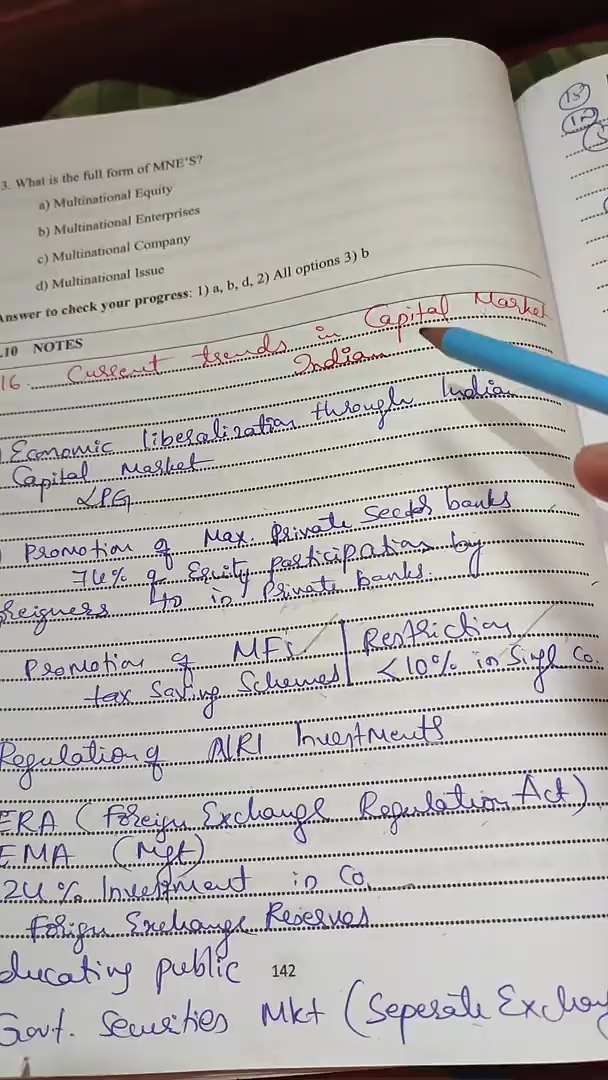 3. What is the full form of MNE'S?
a) Multinational Equity
b) Multinational Enterprises
c) Multinational Company
d) Multinational Issue
Answer to check your progress: 1) a, b, d, 2) All options 3) b
.10 NOTES
16. Current trends in Capital Market
Indian
Economic liberalization through Indian
Capital Market
LPG
Promotion of Max. Private Sector banks
74% of Equity participation by
reigners in Private banks.
Promotion of MFs | Restriction
tax Saving Schemes | <10% in Singl Co.
Regulation of NRI Investments
ERA (Foreign Exchange Regulation Act)
EMA (Mgt)
24% Investment in Co.
Foreign Exchange Reserves
ducating public
142
Govt. Securities Mkt (Seperate Exchan